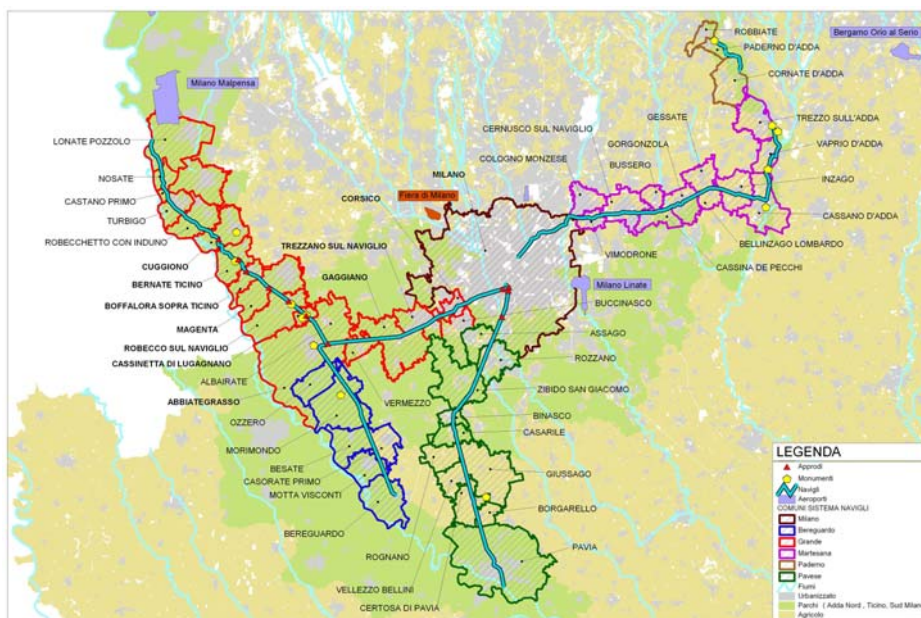 ROBBIATE
Bergamo Orio al Serio
PADERNO D'ADDA
CORNATE D'ADDA
Milano Malpensa
GESSATE
TREZZO SULL'ADDA
CERNUSCO SUL NAVIGLIO
GORGONZOLA
VAPRIO D'ADDA
LONATE POZZOLO
COLOGNO MONZESE
BUSSERO
NOSATE
MILANO
INZAGO
CASTANO PRIMO
CORSICO
Fiera di Milano
TURBIGO
CASSANO D'ADDA
ROBECCHETTO CON INDUNO
TREZZANO SUL NAVIGLIO
BELLINZAGO LOMBARDO
VIMODRONE
CUGGIONO
GAGGIANO
CASSINA DE PECCHI
BERNATE TICINO
Milano Linate
BOFFALORA SOPRA TICINO
BUCCINASCO
MAGENTA
ASSAGO
ROBECCO SUL NAVIGLIO
ROZZANO
CASSINETTA DI LUGAGNANO
ALBAIRATE
ZIBIDO SAN GIACOMO
ABBIATEGRASSO
VERMEZZO
BINASCO
OZZERO
CASARILE
MORIMONDO
BESATE
GIUSSAGO
CASORATE PRIMO
MOTTA VISCONTI
BORGARELLO
BEREGUARDO
PAVIA
ROGNANO
VELLEZZO BELLINI
CERTOSA DI PAVIA
LEGENDA
Approdi
Monumenti
Navigli
Aeroporti
COMUNI SISTEMA NAVIGLI
Milano
Bereguardo
Grande
Martesana
Paderno
Pavese
Fiumi
Urbanizzato
Parchi ( Adda Nord , Ticino, Sud Milano
Agricolo